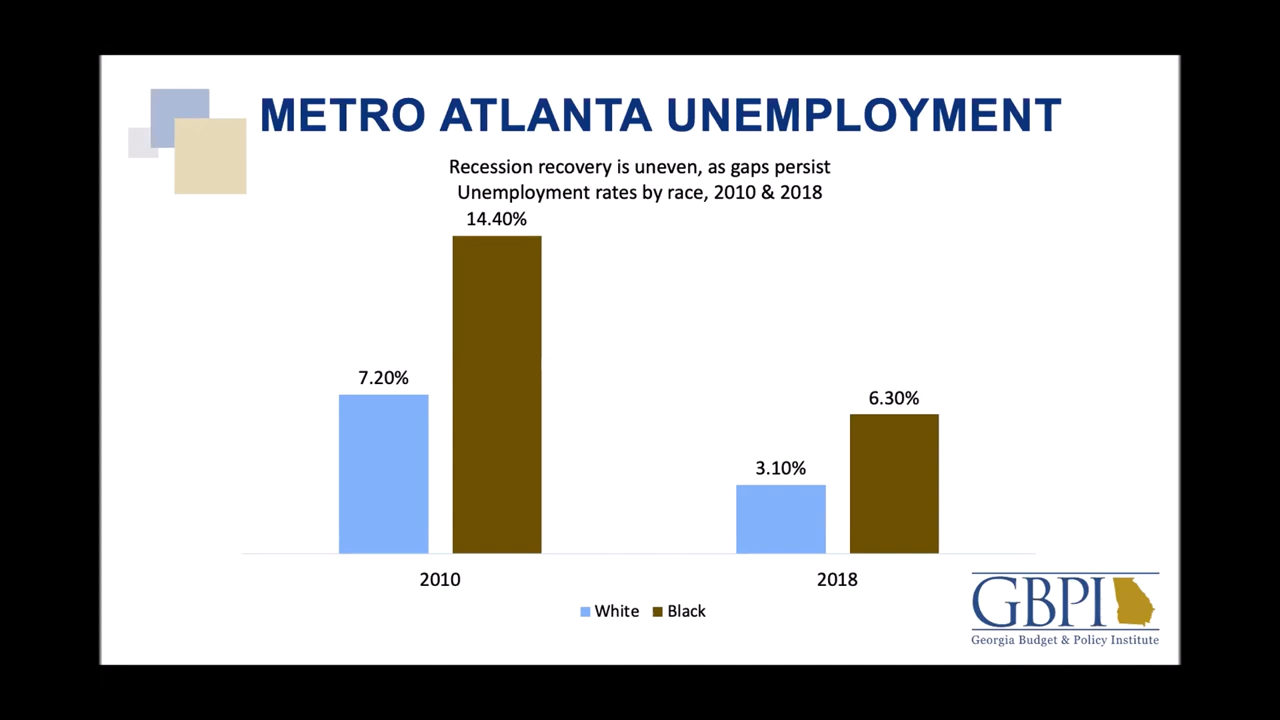 METRO ATLANTA UNEMPLOYMENT
Recession recovery is uneven, as gaps persist
Unemployment rates by race, 2010 & 2018
14.40%
7.20%
6.30%
3.10%
2010
2018
White
Black
GBPI
Georgia Budget & Policy Institute